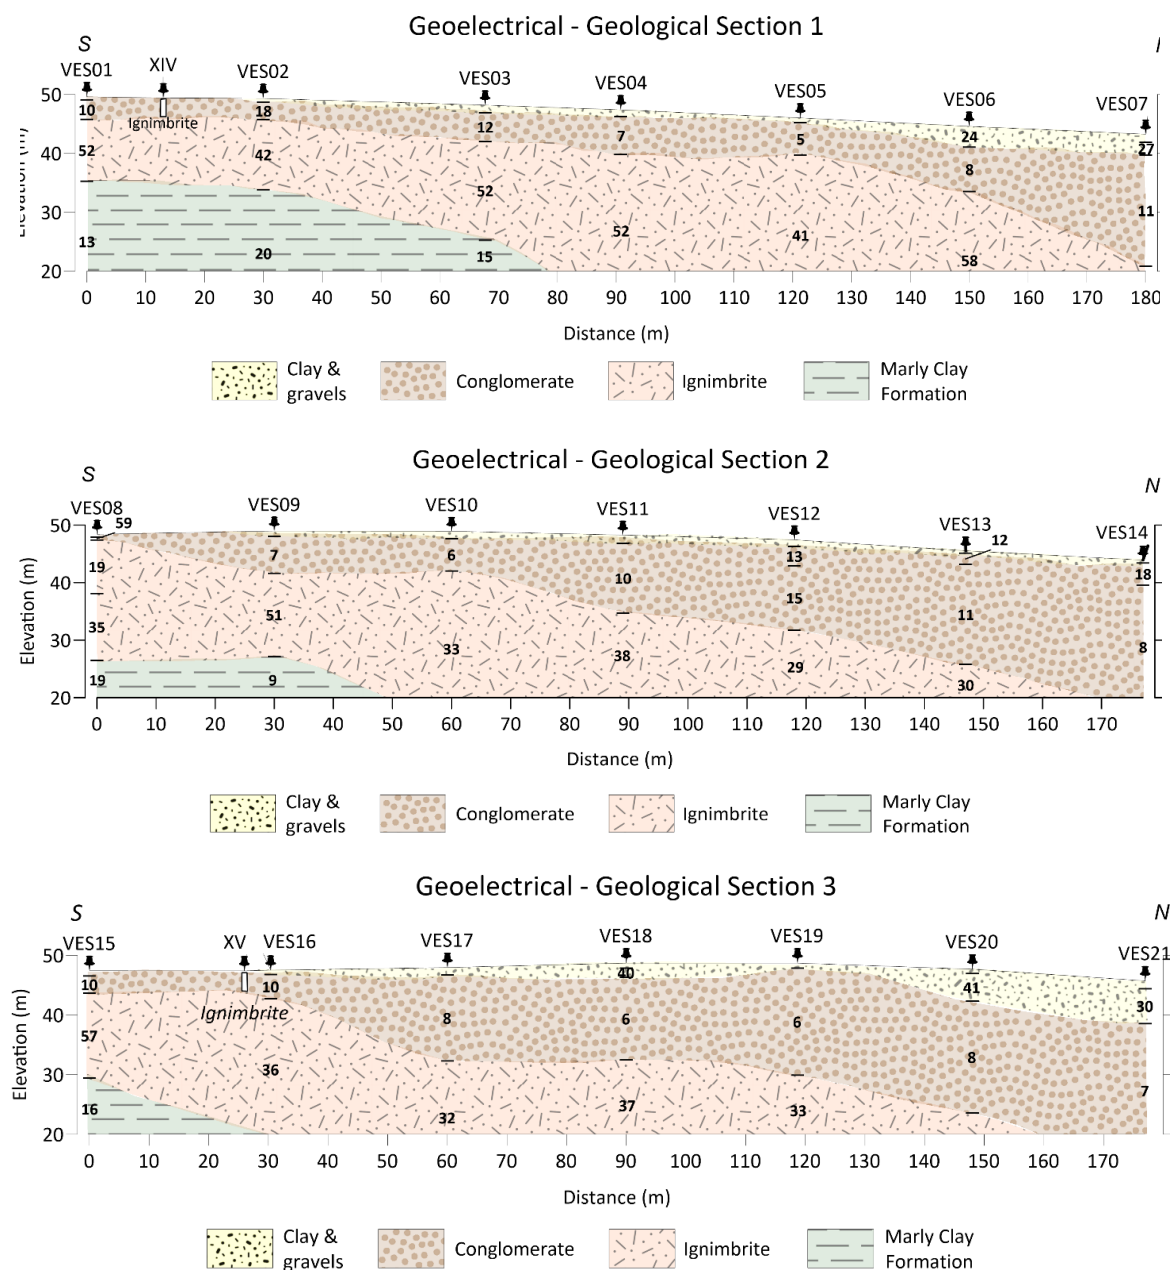 Geoelectrical - Geological Section 1
S
VES01 XIV VES02 VES03 VES04 VES05 VES06 VES07
50 40 30 20
Elevation (m)
10 52 13
Ignimbrite
18 42 20
12 52 15
7 52
5 41
24 8 58
27 11
0 10 20 30 40 50 60 70 80 90 100 110 120 130 140 150 160 170 180
Distance (m)
Clay & gravels
Conglomerate
Ignimbrite
Marly Clay Formation
Geoelectrical - Geological Section 2
S N
VES08 VES09 VES10 VES11 VES12 VES13 VES14
50 40 30 20
Elevation (m)
59 19 35 19
7 51 9
6 33
10 38
13 15 29
12 11 30
18 8
0 10 20 30 40 50 60 70 80 90 100 110 120 130 140 150 160 170
Distance (m)
Clay & gravels
Conglomerate
Ignimbrite
Marly Clay Formation
Geoelectrical - Geological Section 3
S N
VES15 XV VES16 VES17 VES18 VES19 VES20 VES21
50 40 30 20
Elevation (m)
10 57 16
Ignimbrite
10 36
8 32
40 6 37
6 33
41 8
30 7
0 10 20 30 40 50 60 70 80 90 100 110 120 130 140 150 160 170
Distance (m)
Clay & gravels
Conglomerate
Ignimbrite
Marly Clay Formation